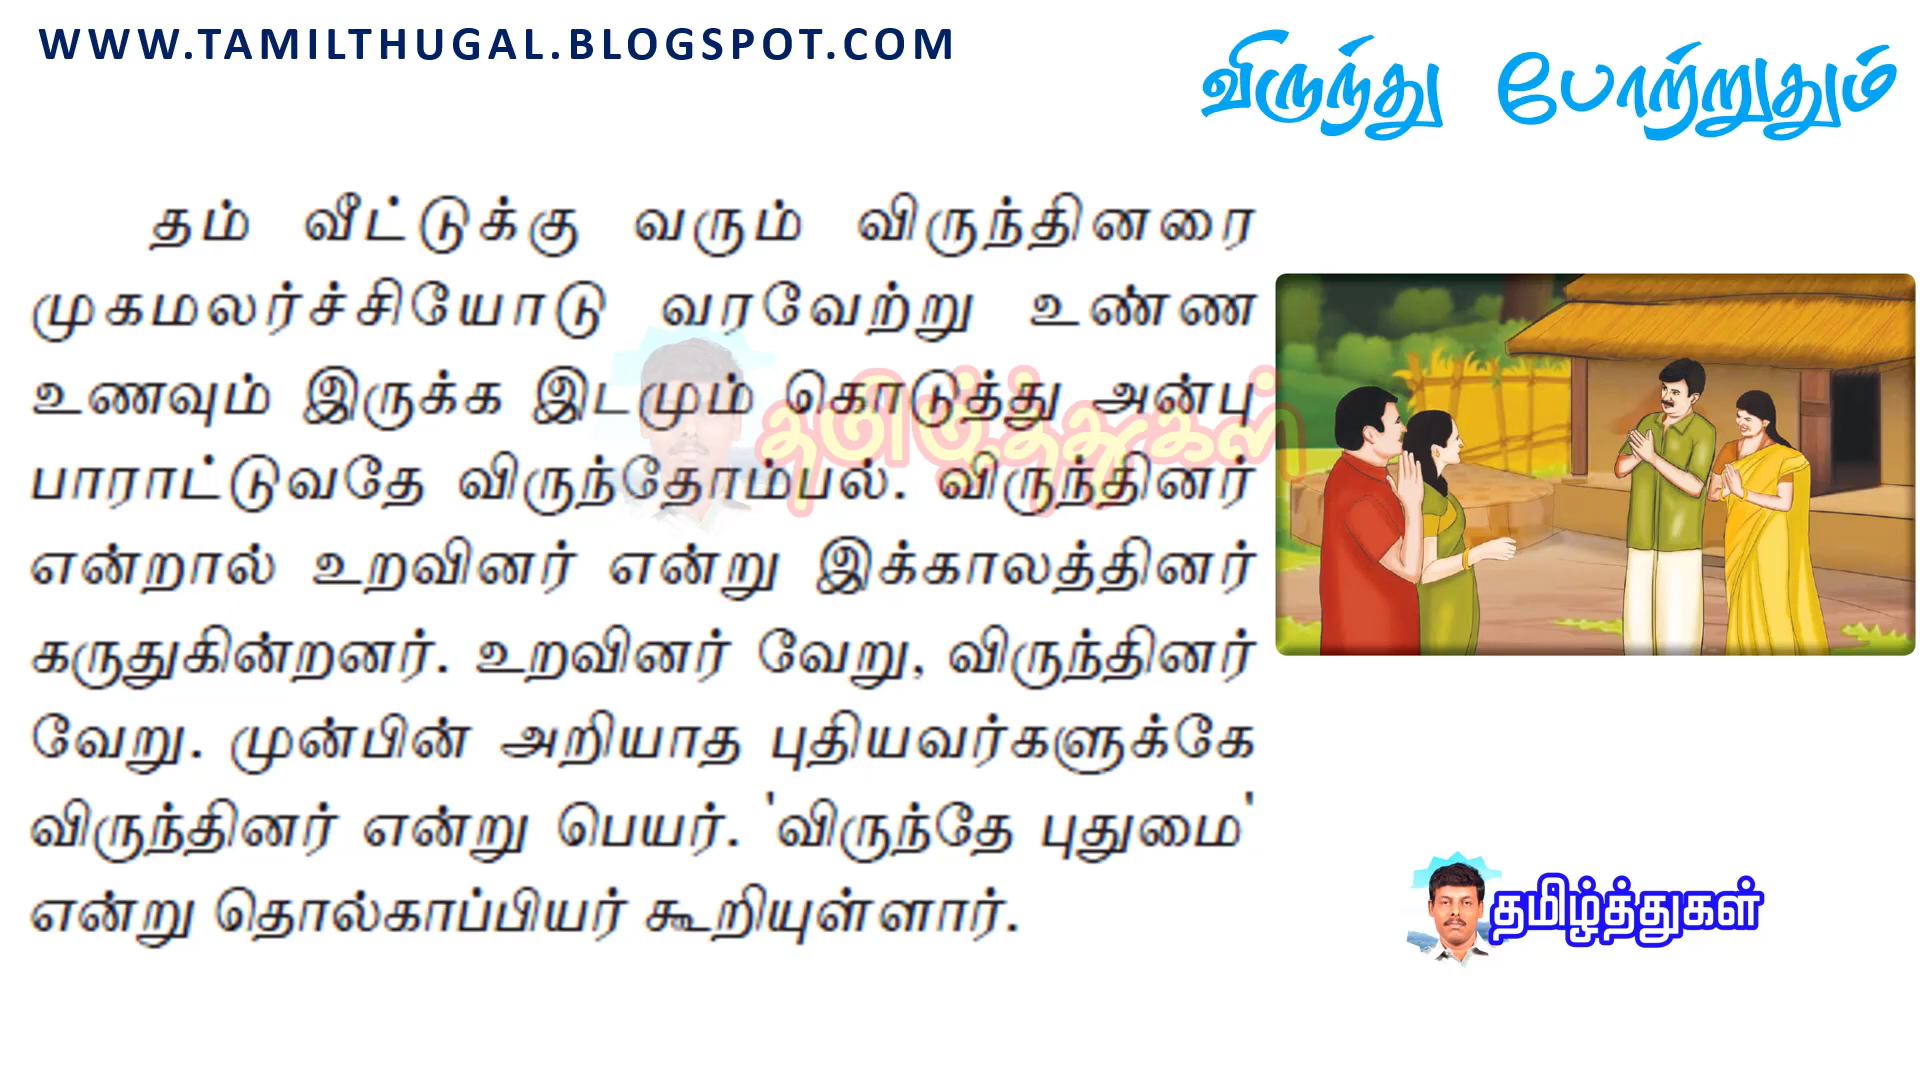 WWW.TAMILTHUGAL.BLOGSPOT.COM
விருந்து போற்றுதும்
தம் வீட்டுக்கு வரும் விருந்தினரை
முகமலர்ச்சியோடு வரவேற்று உண்ண
உணவும் இருக்க இடமும் கொடுத்து அன்பு
பாராட்டுவதே விருந்தோம்பல். விருந்தினர்
என்றால் உறவினர் என்று இக்காலத்தினர்
கருதுகின்றனர். உறவினர் வேறு, விருந்தினர்
வேறு. முன்பின் அறியாத புதியவர்களுக்கே
விருந்தினர் என்று பெயர். 'விருந்தே புதுமை'
என்று தொல்காப்பியர் கூறியுள்ளார்.
தமிழ்த்துகள்
தமிழ்த்துகள்